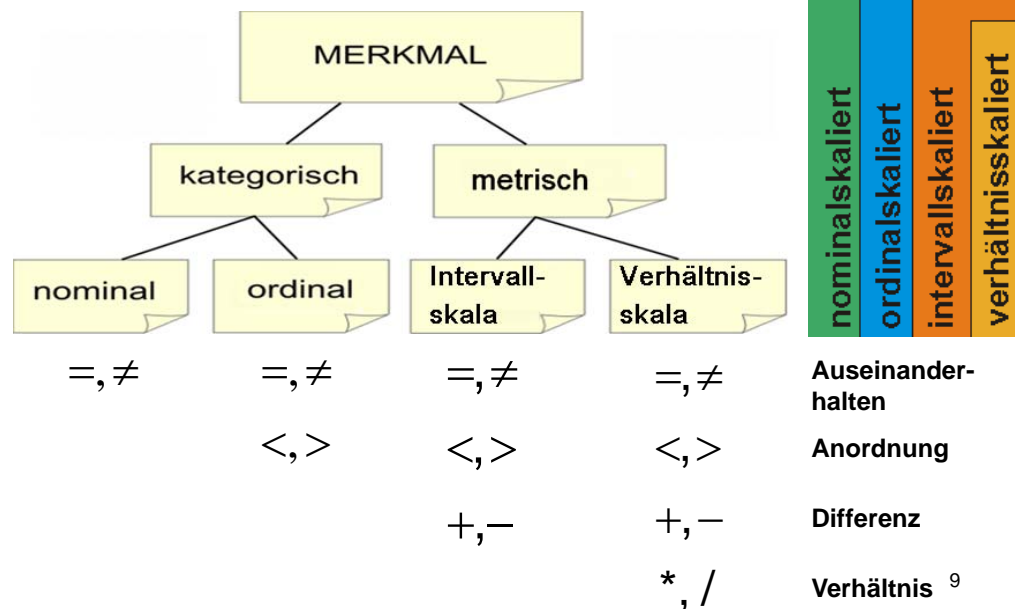 MERKMAL
kategorisch
metrisch
nominal
ordinal
Intervall-
skala
Verhältnis-
skala
nominalskaliert
ordinalskaliert
intervallskaliert
verhältnisskaliert
=,≠ =,≠ =,≠ =,≠ Auseinander-
halten
<,> <,> <,> Anordnung
+,− +,− Differenz
*,/ Verhältnis 9